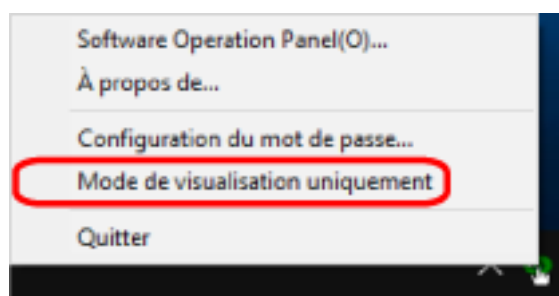 Software Operation Panel(O)...
À propos de...
Configuration du mot de passe...
Mode de visualisation uniquement
Quitter